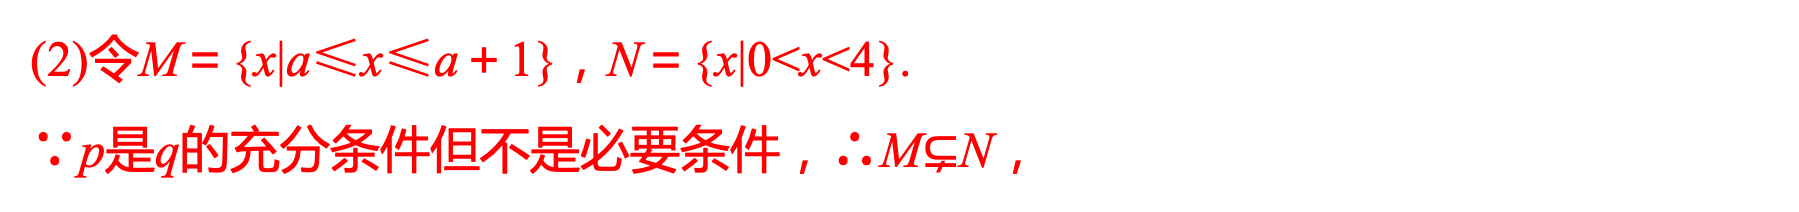 (2)令M＝{x|a≤x≤a＋1}，N＝{x|0<x<4}.
∵p是q的充分条件但不是必要条件，∴M⫋N，